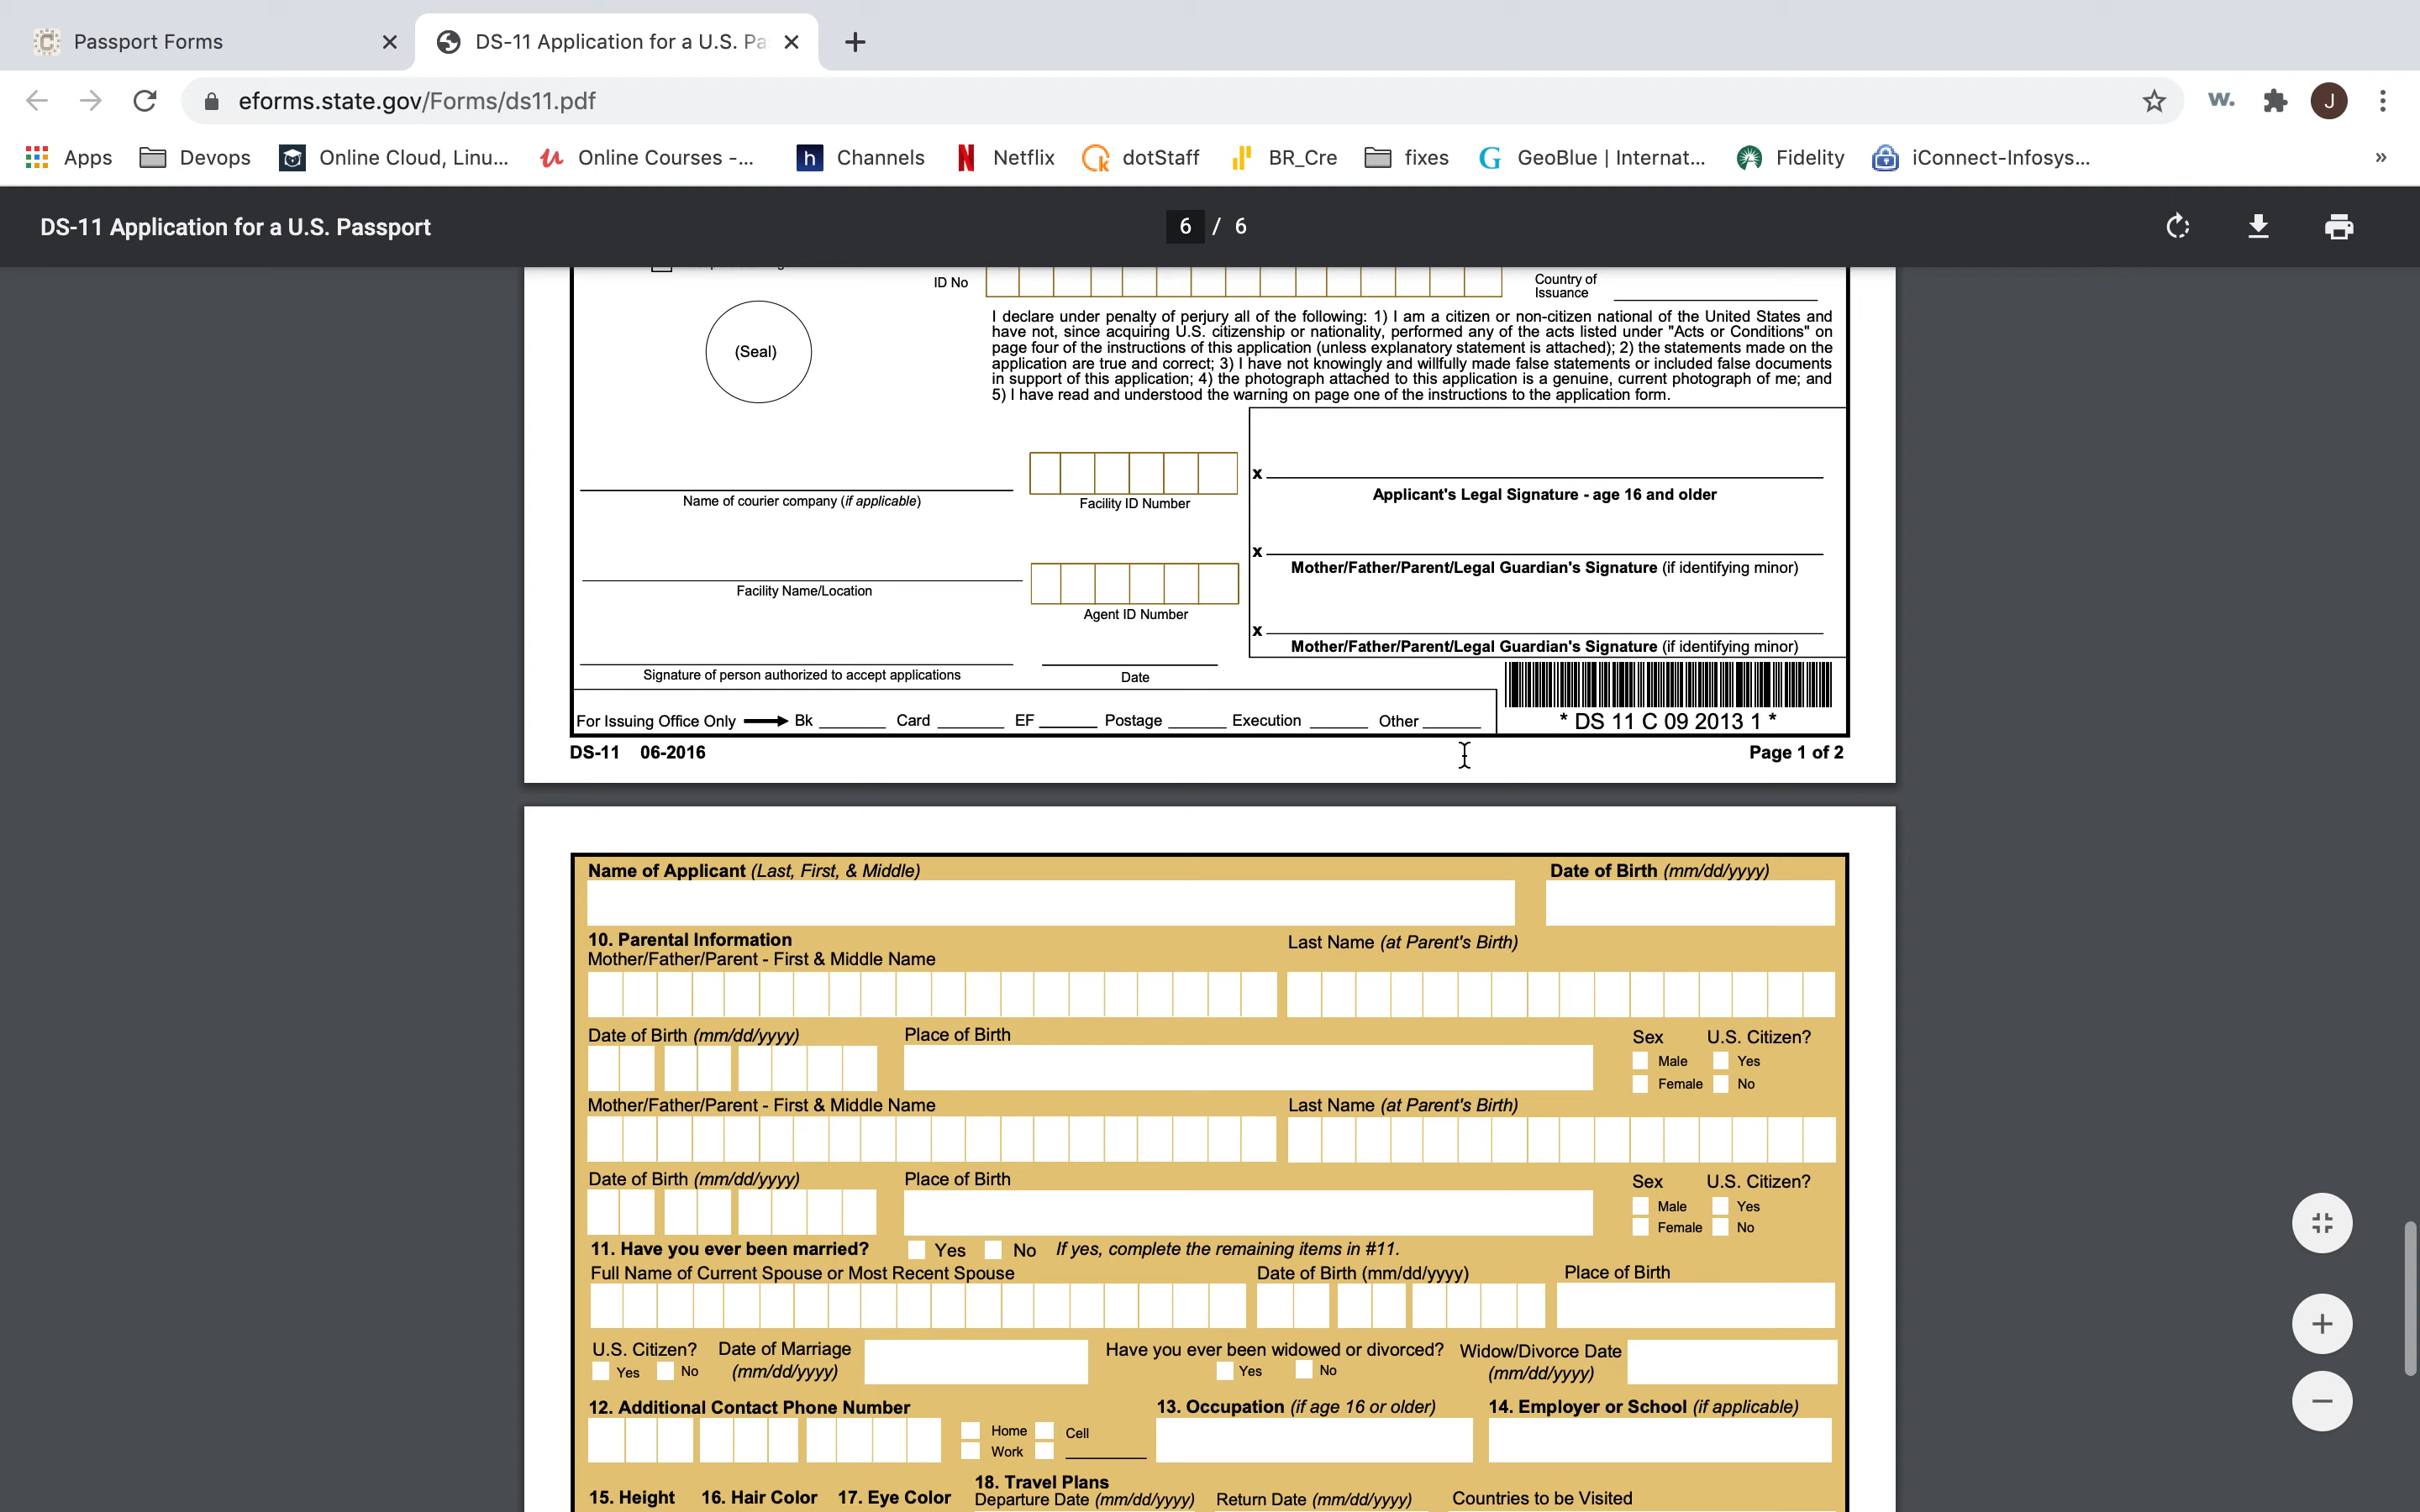 Passport Forms
DS-11 Application for a U.S. Pa
eforms.state.gov/Forms/ds11.pdf
w.
J
Apps
Devops
Online Cloud, Linu...
Online Courses -...
h
Channels
N
Netflix
dotStaff
BR_Cre
fixes
G
GeoBlue | Internat...
Fidelity
iConnect-Infosys...
»
DS-11 Application for a U.S. Passport
6 / 6
ID No
Country of
Issuance
(Seal)
I declare under penalty of perjury all of the following: 1) I am a citizen or non-citizen national of the United States and
have not, since acquiring U.S. citizenship or nationality, performed any of the acts listed under "Acts or Conditions" on
page four of the instructions of this application (unless explanatory statement is attached); 2) the statements made on the
application are true and correct; 3) I have not knowingly and willfully made false statements or included false documents
in support of this application; 4) the photograph attached to this application is a genuine, current photograph of me; and
5) I have read and understood the warning on page one of the instructions to the application form.
x
Name of courier company (if applicable)
Facility ID Number
Applicant's Legal Signature - age 16 and older
x
Mother/Father/Parent/Legal Guardian's Signature (if identifying minor)
Facility Name/Location
Agent ID Number
x
Mother/Father/Parent/Legal Guardian's Signature (if identifying minor)
Signature of person authorized to accept applications
Date
For Issuing Office Only Bk Card EF Postage Execution Other
* DS 11 C 09 2013 1 *
DS-11 06-2016
Page 1 of 2
Name of Applicant (Last, First, & Middle)
Date of Birth (mm/dd/yyyy)
10. Parental Information
Mother/Father/Parent - First & Middle Name
Last Name (at Parent's Birth)
Date of Birth (mm/dd/yyyy)
Place of Birth
Sex
U.S. Citizen?
Male
Yes
Female
No
Mother/Father/Parent - First & Middle Name
Last Name (at Parent's Birth)
Date of Birth (mm/dd/yyyy)
Place of Birth
Sex
U.S. Citizen?
Male
Yes
Female
No
11. Have you ever been married? Yes No If yes, complete the remaining items in #11.
Full Name of Current Spouse or Most Recent Spouse
Date of Birth (mm/dd/yyyy)
Place of Birth
U.S. Citizen?
Yes No
Date of Marriage
(mm/dd/yyyy)
Have you ever been widowed or divorced?
Yes No
Widow/Divorce Date
(mm/dd/yyyy)
12. Additional Contact Phone Number
Home
Cell
Work
13. Occupation (if age 16 or older)
14. Employer or School (if applicable)
15. Height
16. Hair Color
17. Eye Color
18. Travel Plans
Departure Date (mm/dd/yyyy)
Return Date (mm/dd/yyyy)
Countries to be Visited